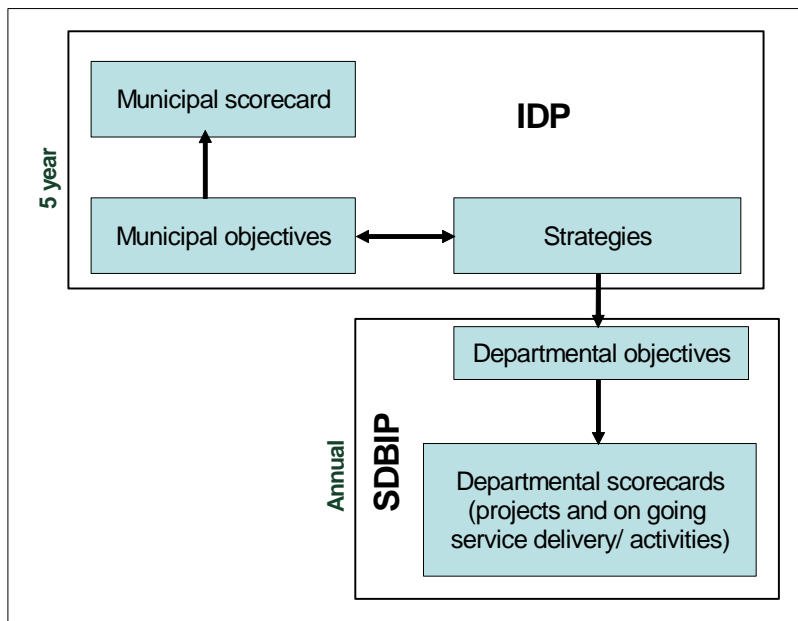 Municipal scorecard
IDP
5 year
Municipal objectives
Strategies
Departmental objectives
Annual
SDBIP
Departmental scorecards
(projects and on going
service delivery/ activities)